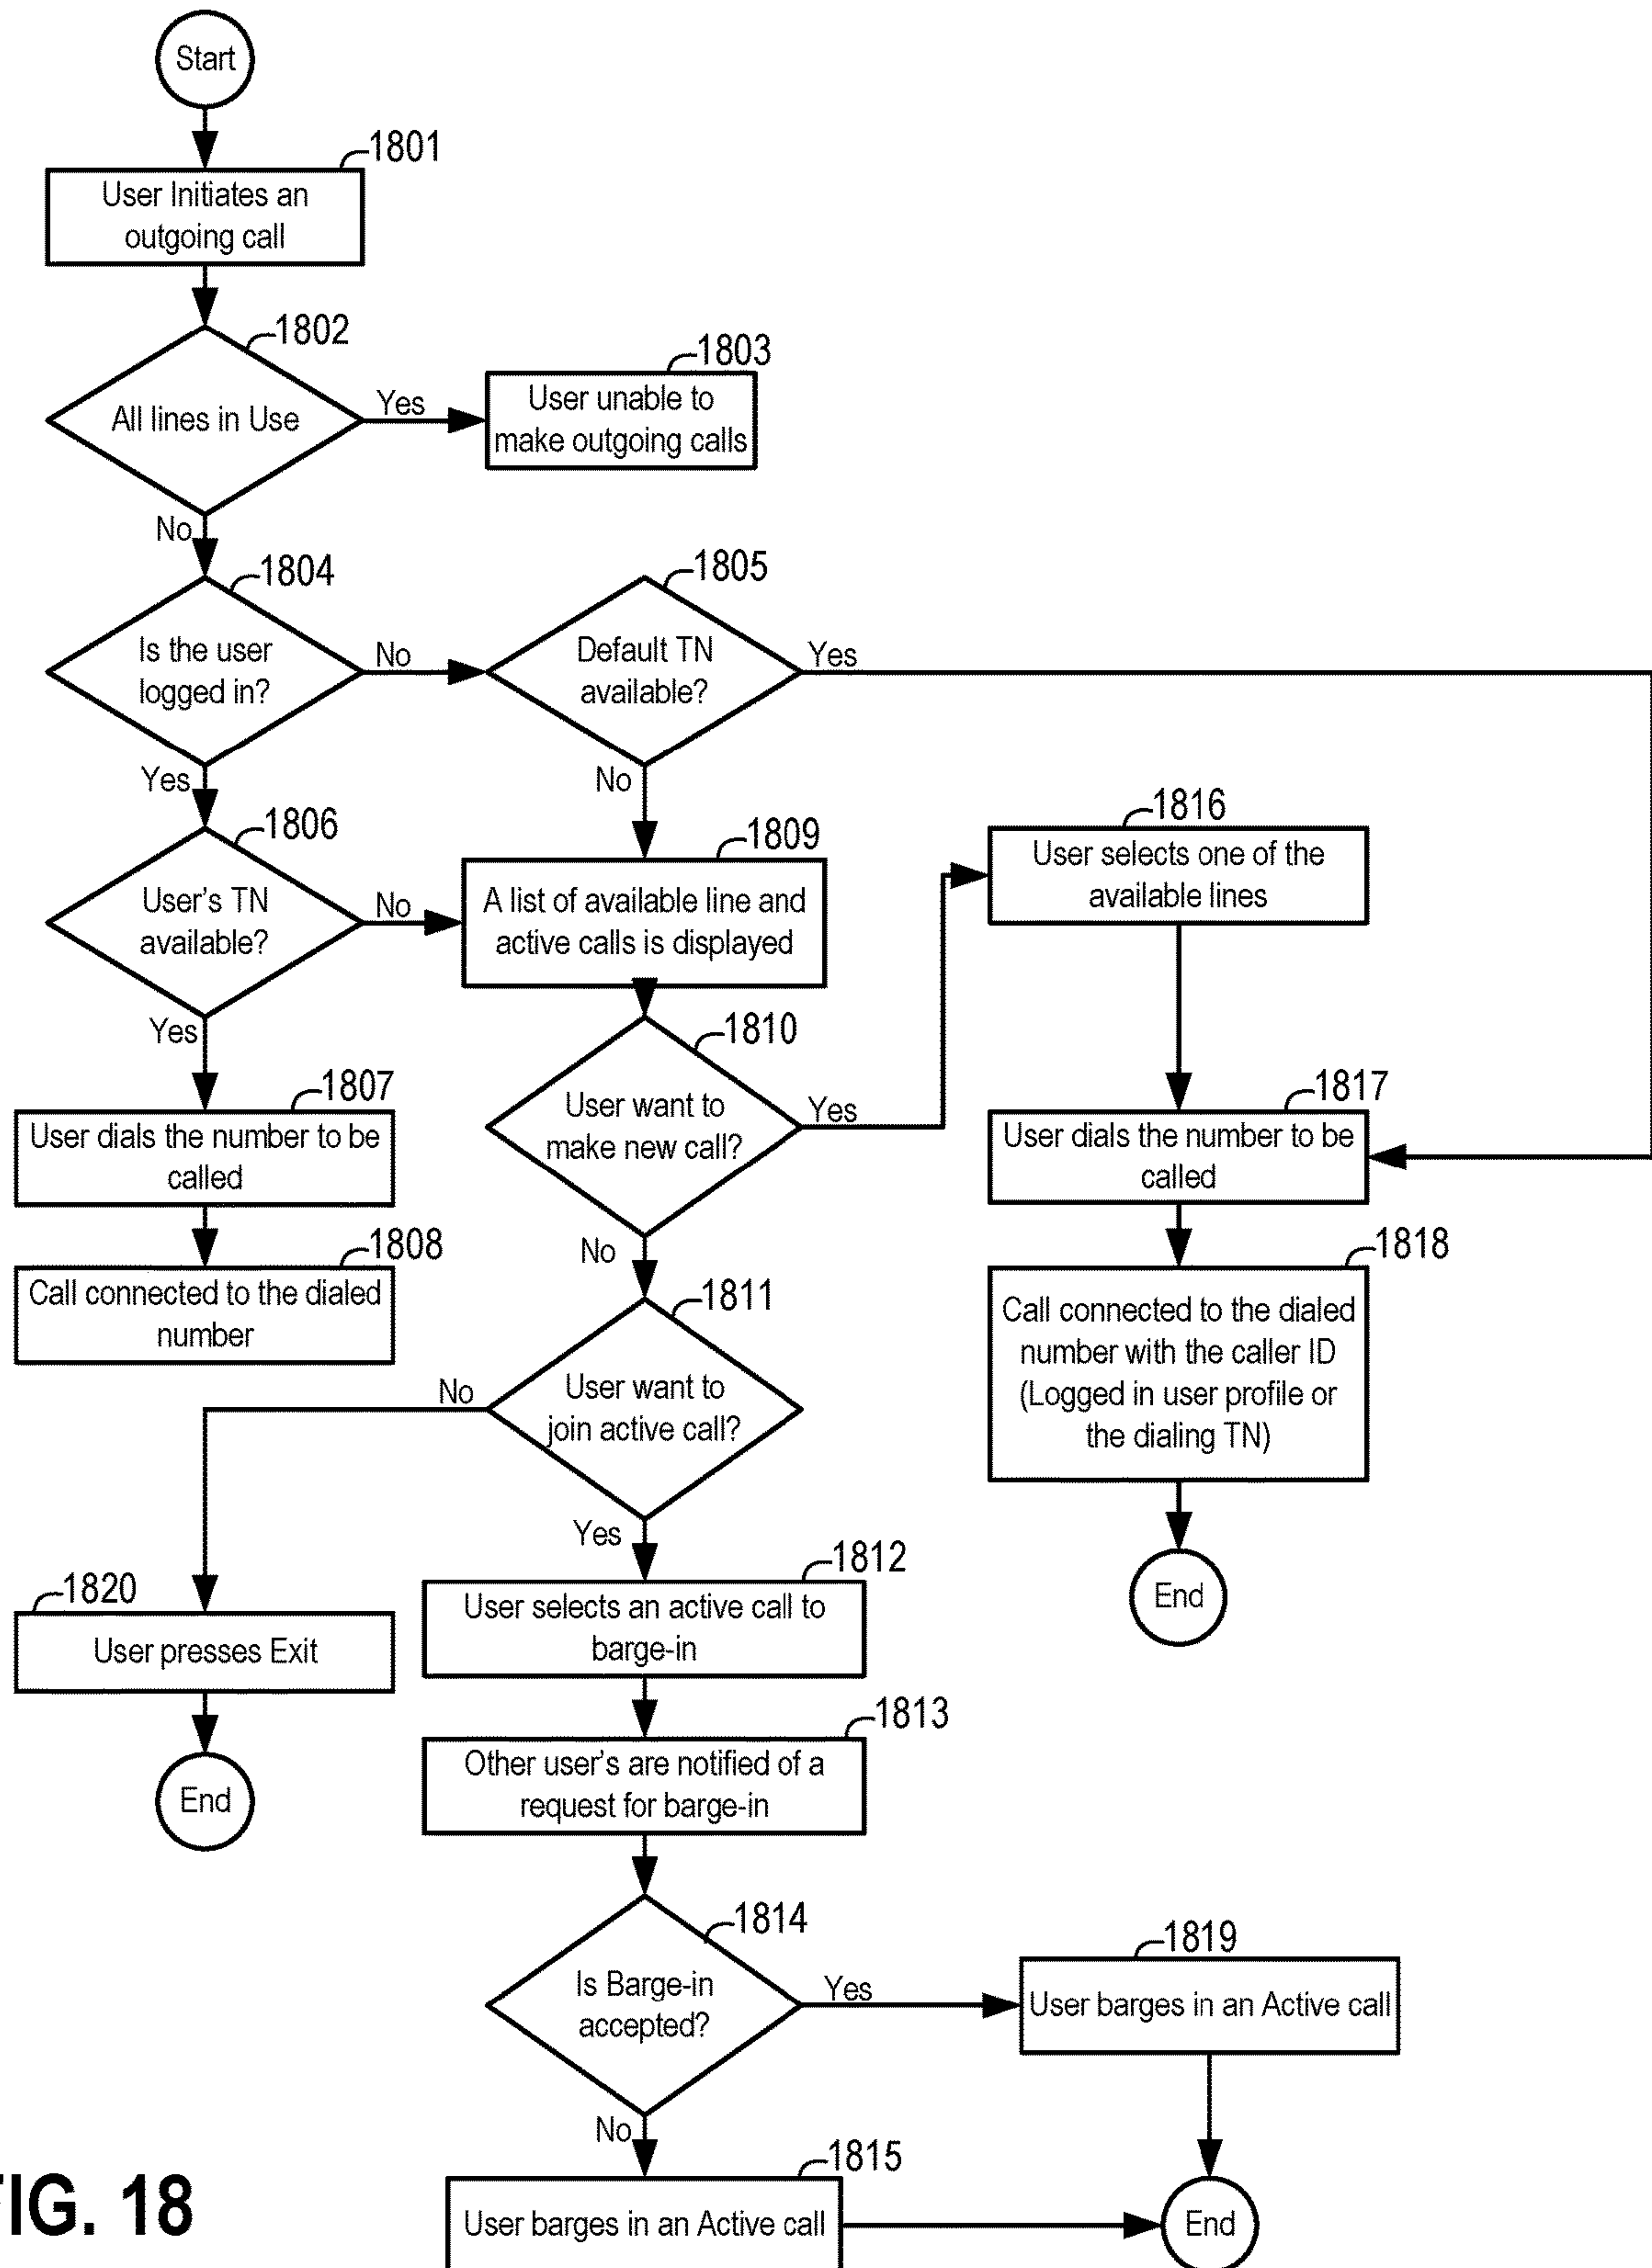 Start
1801
User Initiates an
outgoing call
1802
All lines in Use
Yes
1803
User unable to
make outgoing calls
No
1804
Is the user
logged in?
No
1805
Default TN
available?
Yes
Yes
No
1806
User's TN
available?
No
1809
A list of available line and
active calls is displayed
1816
User selects one of the
available lines
Yes
1810
User want to
make new call?
Yes
1807
User dials the number to be
called
1817
User dials the number to be
called
1808
Call connected to the dialed
number
No
1811
User want to
join active call?
No
1818
Call connected to the dialed
number with the caller ID
(Logged in user profile or
the dialing TN)
End
Yes
1812
User selects an active call to
barge-in
1820
User presses Exit
End
1813
Other user's are notified of a
request for barge-in
1814
Is Barge-in
accepted?
Yes
1819
User barges in an Active call
No
1815
User barges in an Active call
End
FIG. 18